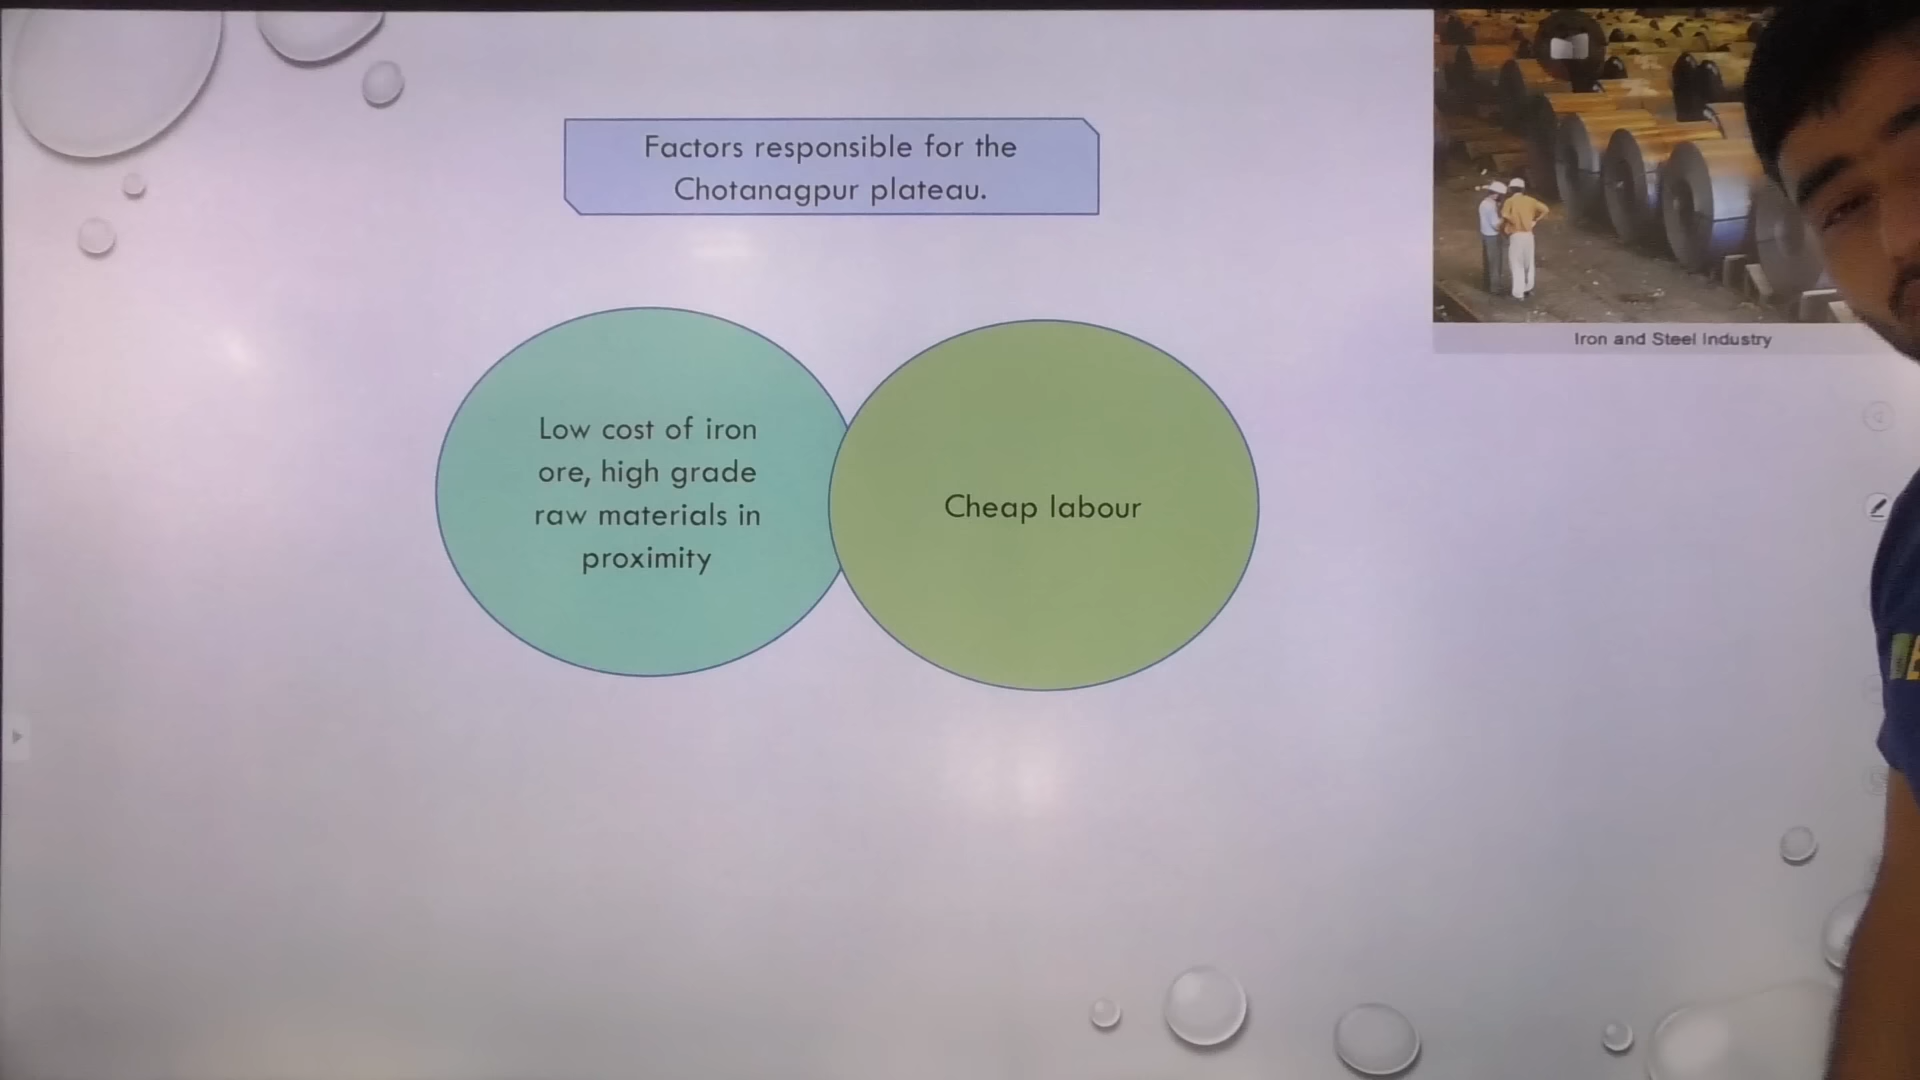 Factors responsible for the
Chotanagpur plateau.
Low cost of iron
ore, high grade
raw materials in
proximity
Cheap labour
Iron and Steel Industry